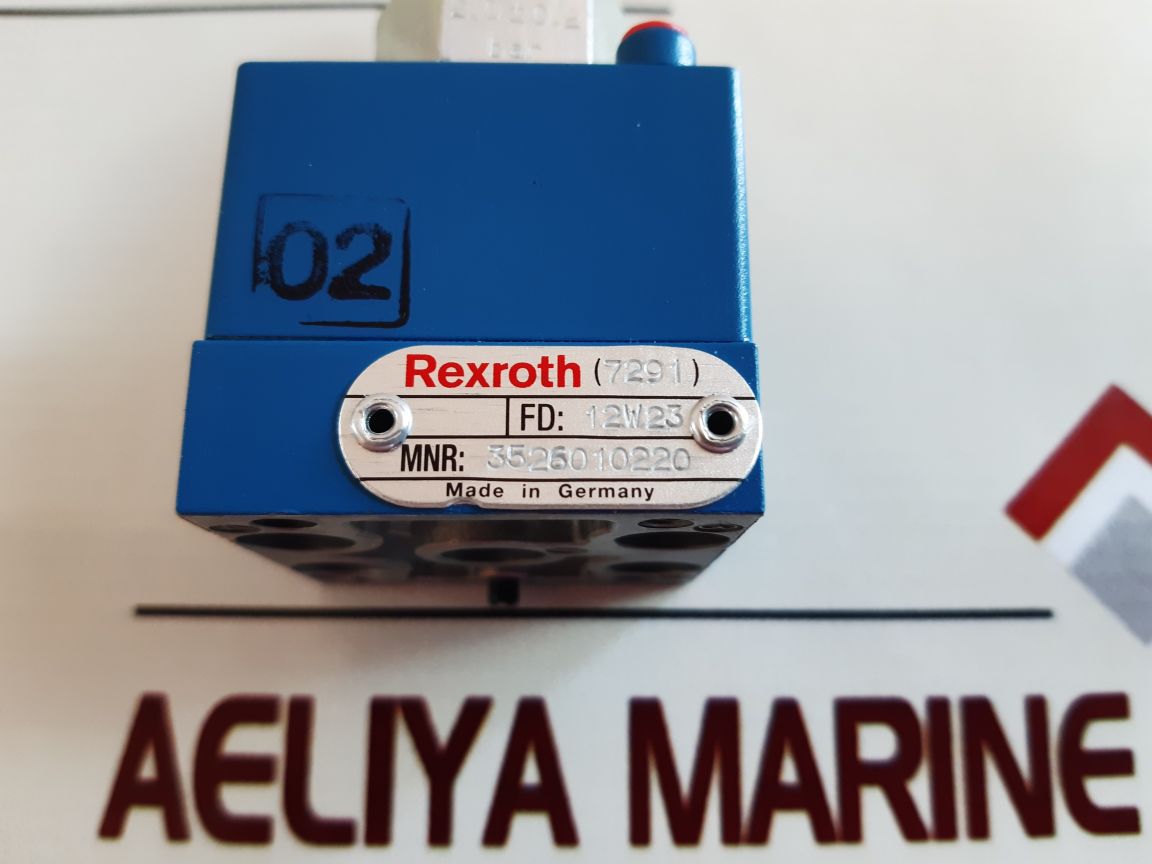 02
Rexroth (7291)
FD: 12W23
MNR: 3526010220
Made in Germany
AELIYA MARINE